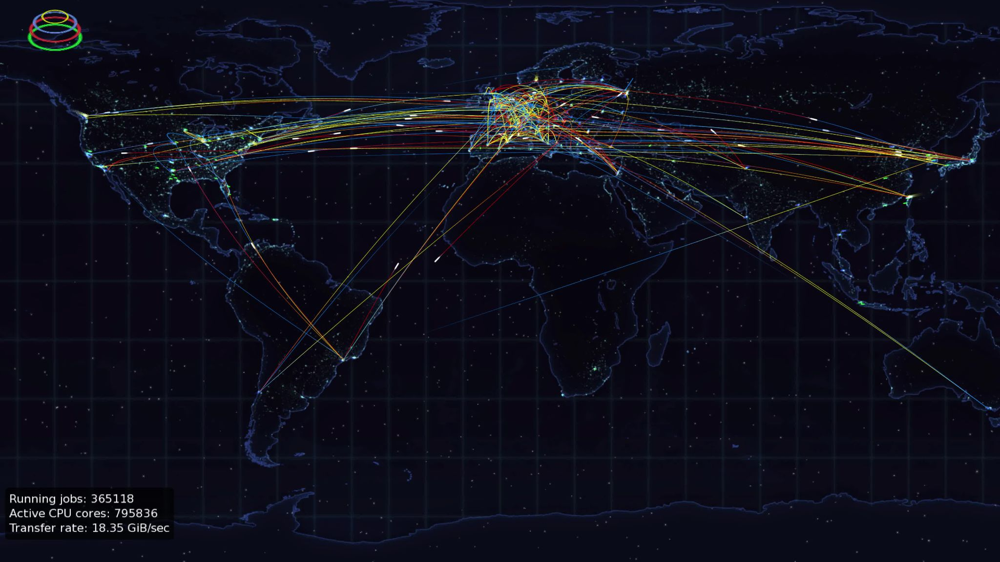 Running jobs: 365118
Active CPU cores: 795836
Transfer rate: 18.35 GiB/sec